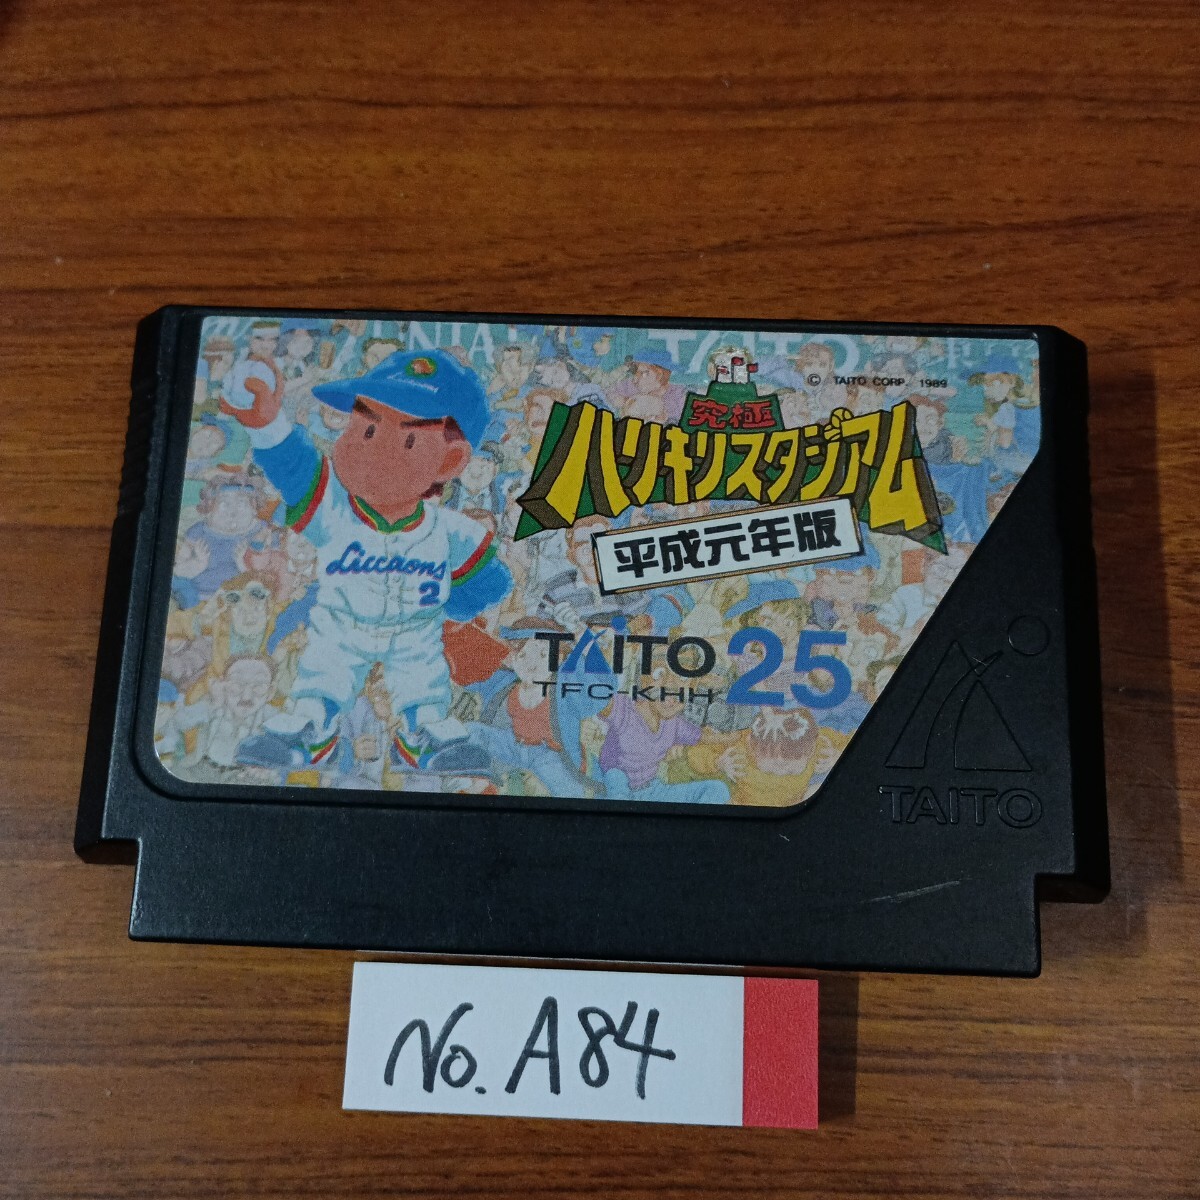 TAITO
© TAITO CORP. 1989
究極
ハリキリスタジアム
平成元年版
Liccaons
2
TAITO 25
TFC-KHH
TAITO
No. A84